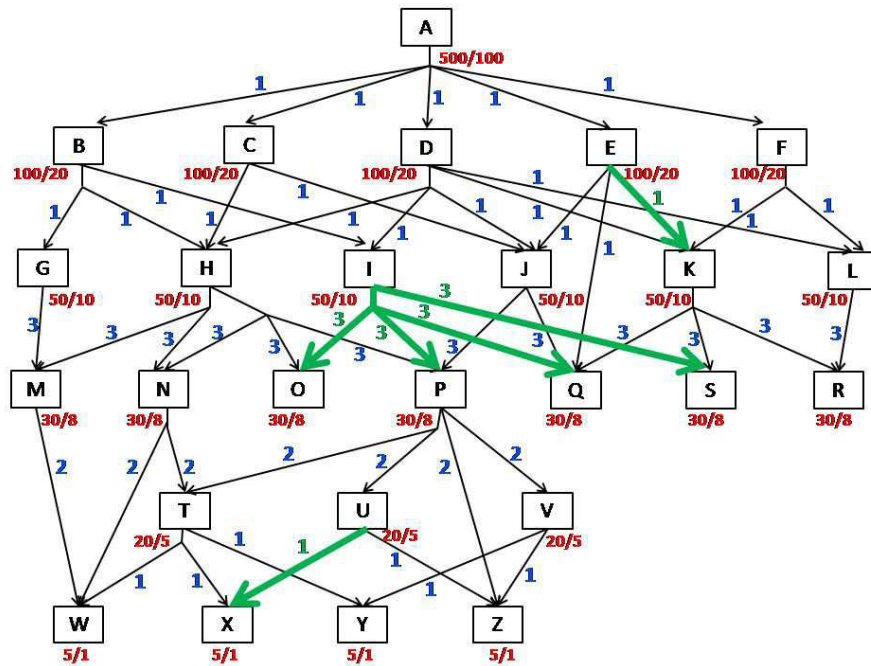 A
500/100
1 1 1 1 1
B C D E F
100/20 100/20 100/20 100/20 100/20
1 1 1 1 1 1 1 1 1 1 1 1 1 1
G H I J K L
50/10 50/10 50/10 50/10 50/10 50/10
3 3 3 3 3 3 3 3 3 3 3 3 3 3 3
M N O P Q S R
30/8 30/8 30/8 30/8 30/8 30/8 30/8
2 2 2 2 2 2 2
T U V
20/5 20/5 20/5
1 1 1 1 1 1 1
W X Y Z
5/1 5/1 5/1 5/1